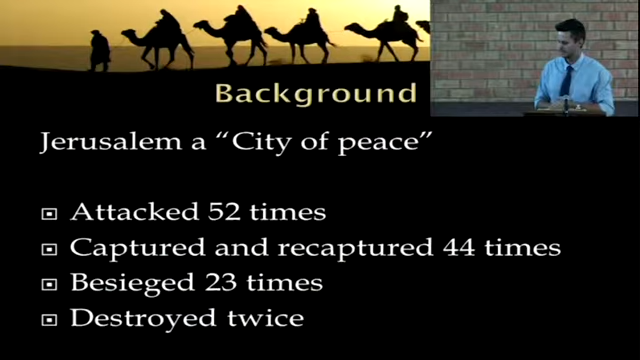 Background
Jerusalem a “City of peace”
Attacked 52 times
Captured and recaptured 44 times
Besieged 23 times
Destroyed twice